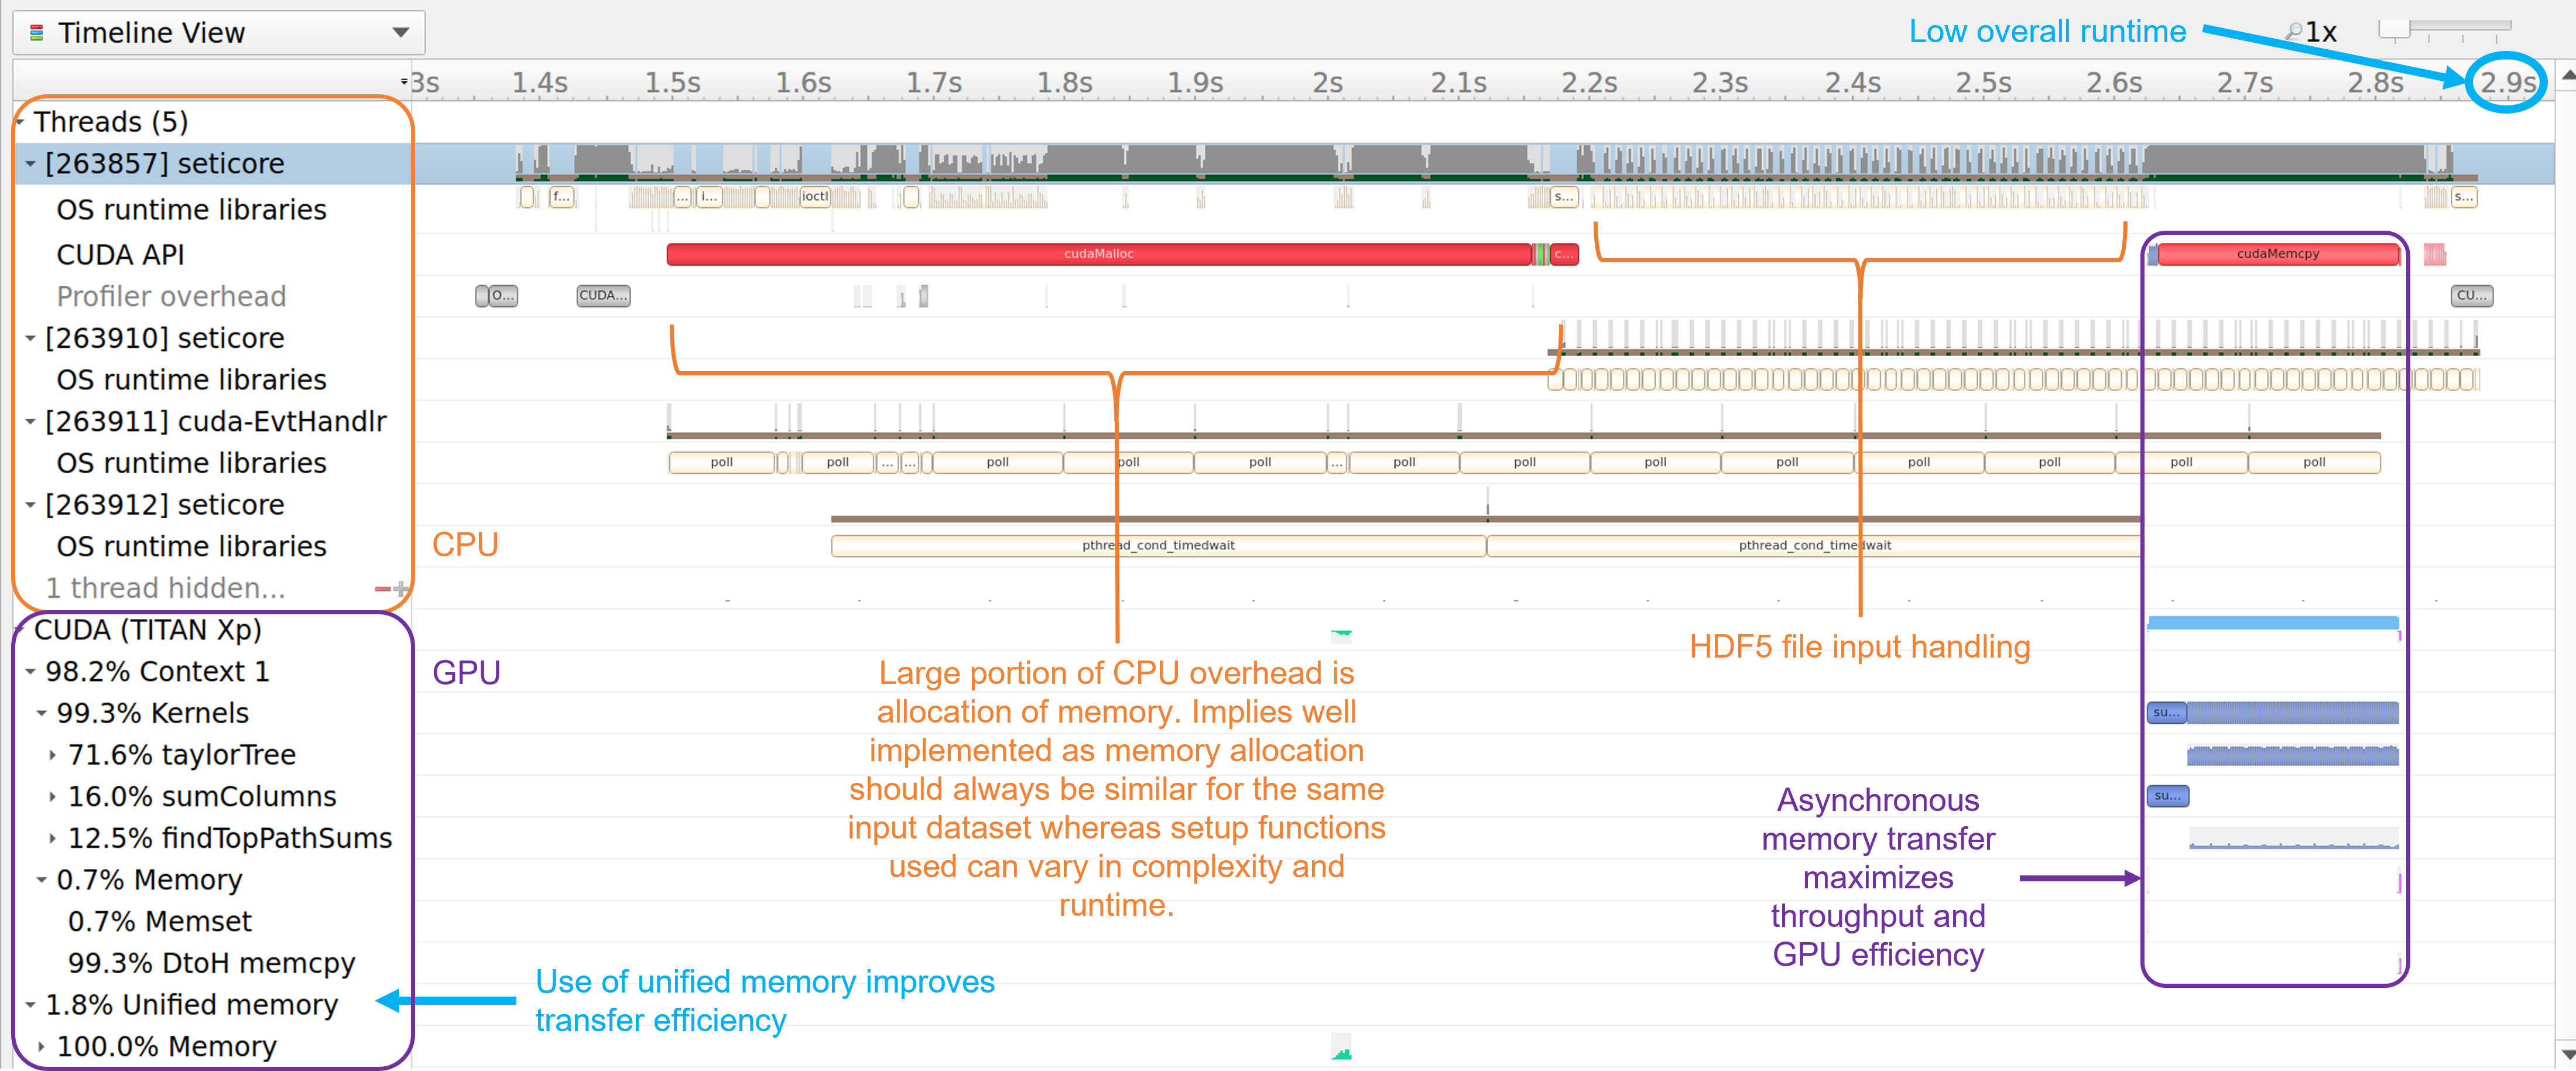 Timeline View
Low overall runtime
1x
3s 1.4s 1.5s 1.6s 1.7s 1.8s 1.9s 2s 2.1s 2.2s 2.3s 2.4s 2.5s 2.6s 2.7s 2.8s 2.9s
Threads (5)
[263857] seticore
OS runtime libraries
f... ... i... ioctl s... s...
CUDA API
cudaMalloc c... cudaMemcpy
Profiler overhead
O... CUDA... CU...
[263910] seticore
OS runtime libraries
[263911] cuda-EvtHandlr
OS runtime libraries
poll poll ... ... poll poll poll ... poll poll poll poll poll poll poll poll
[263912] seticore
OS runtime libraries
CPU
pthread_cond_timedwait pthread_cond_timedwait
1 thread hidden...
CUDA (TITAN Xp)
98.2% Context 1
GPU
99.3% Kernels
su...
71.6% taylorTree
16.0% sumColumns
su...
12.5% findTopPathSums
0.7% Memory
0.7% Memset
99.3% DtoH memcpy
1.8% Unified memory
100.0% Memory
Large portion of CPU overhead is
allocation of memory. Implies well
implemented as memory allocation
should always be similar for the same
input dataset whereas setup functions
used can vary in complexity and
runtime.
HDF5 file input handling
Asynchronous
memory transfer
maximizes
throughput and
GPU efficiency
Use of unified memory improves
transfer efficiency